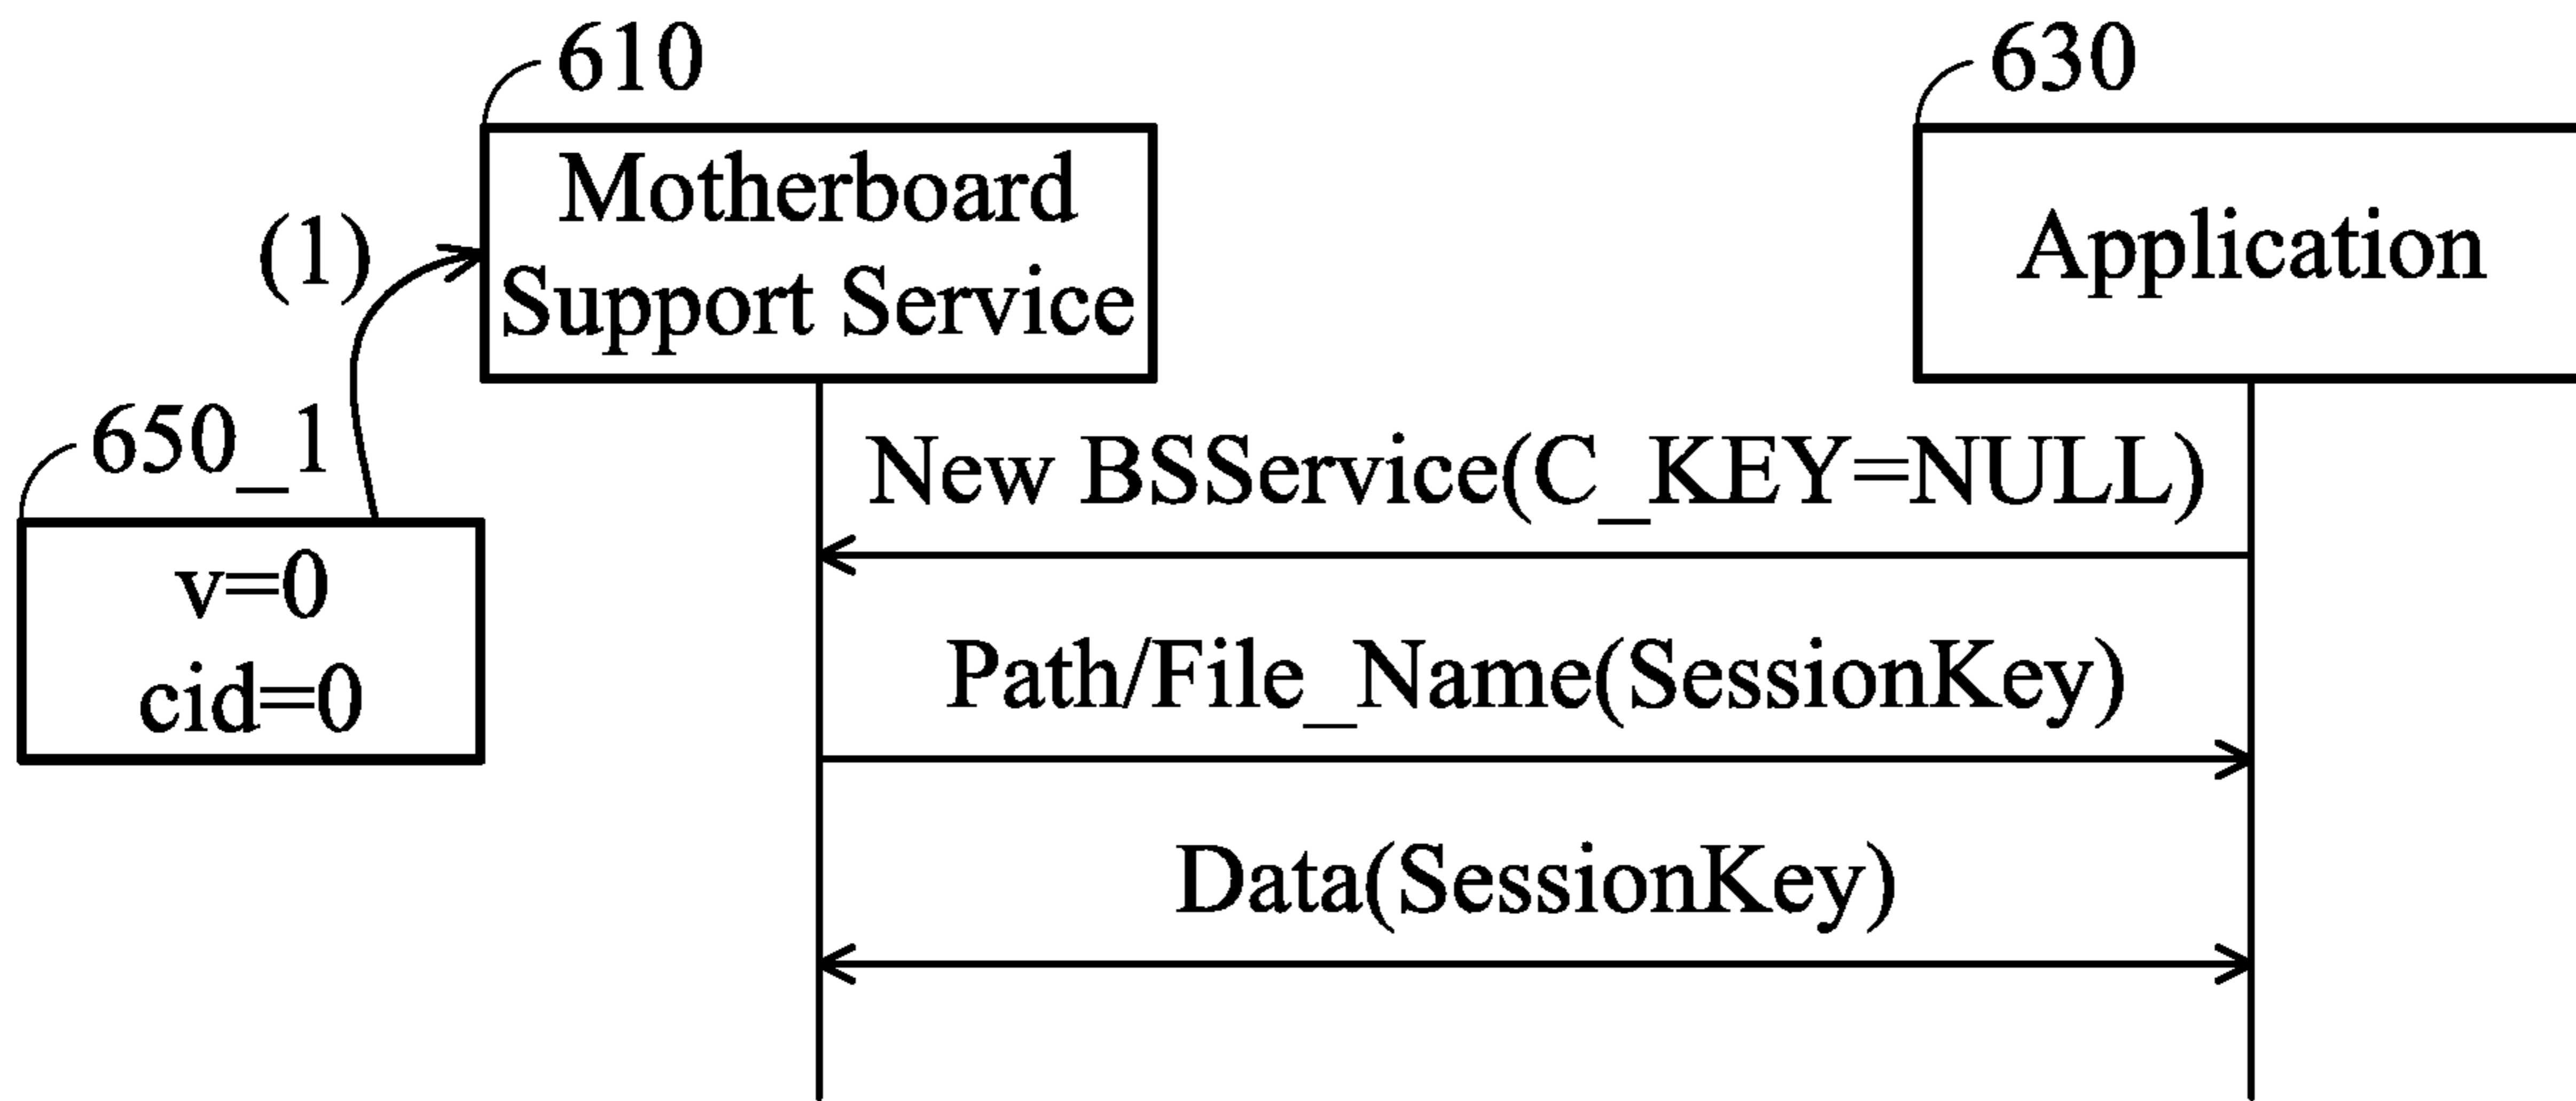 610
630
Motherboard
Support Service
Application
(1)
650_1
v=0
cid=0
New BSService(C_KEY=NULL)
Path/File_Name(SessionKey)
Data(SessionKey)